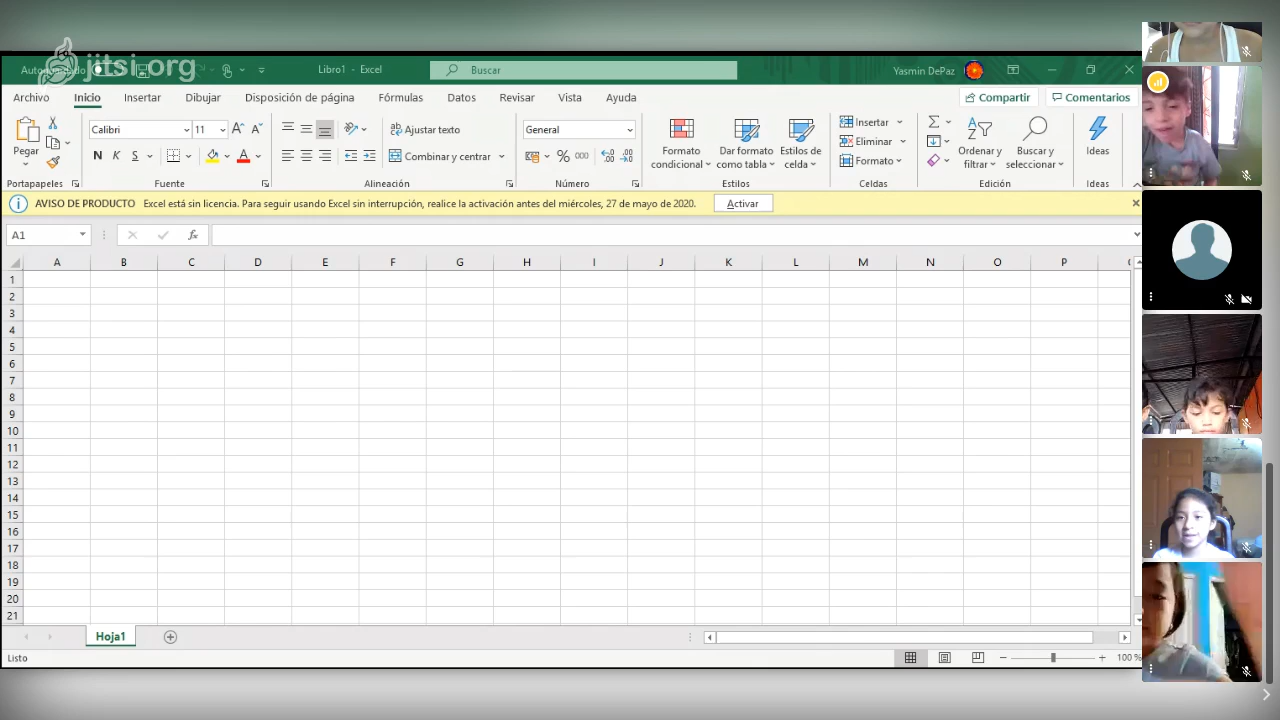 jitsi.org
Libro1 - Excel
Buscar
Yasmin DePaz
Archivo Inicio Insertar Dibujar Disposición de página Fórmulas Datos Revisar Vista Ayuda Compartir Comentarios
Pegar
Calibri 11
N K S
Ajustar texto
Combinar y centrar
General
% 000
Formato condicional
Dar formato como tabla
Estilos de celda
Insertar
Eliminar
Formato
Ordenar y filtrar
Buscar y seleccionar
Ideas
Portapapeles Fuente Alineación Número Estilos Celdas Edición Ideas
AVISO DE PRODUCTO Excel está sin licencia. Para seguir usando Excel sin interrupción, realice la activación antes del miércoles, 27 de mayo de 2020. Activar
A1 fx
A B C D E F G H I J K L M N O P
1
2
3
4
5
6
7
8
9
10
11
12
13
14
15
16
17
18
19
20
21
Hoja1
Listo 100 %